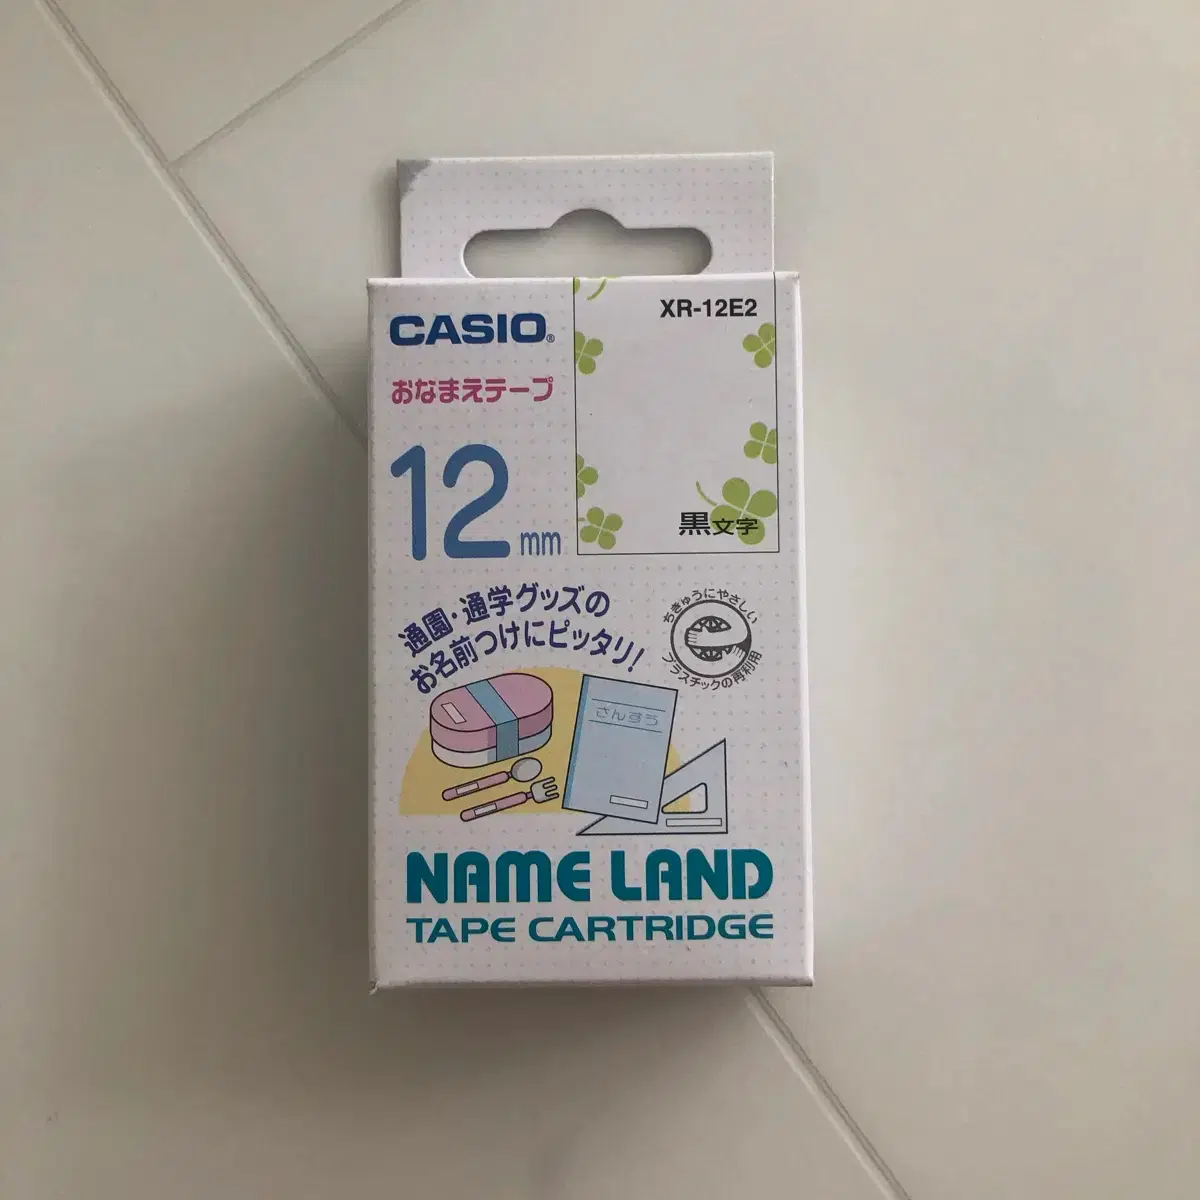 XR-12E2
CASIO®
おなまえテープ
12mm
黒文字
通園・通学グッズの
お名前つけにピッタリ!
ちきゅうにやさしい
プラスチックの再利用
さんすう
NAME LAND
TAPE CARTRIDGE